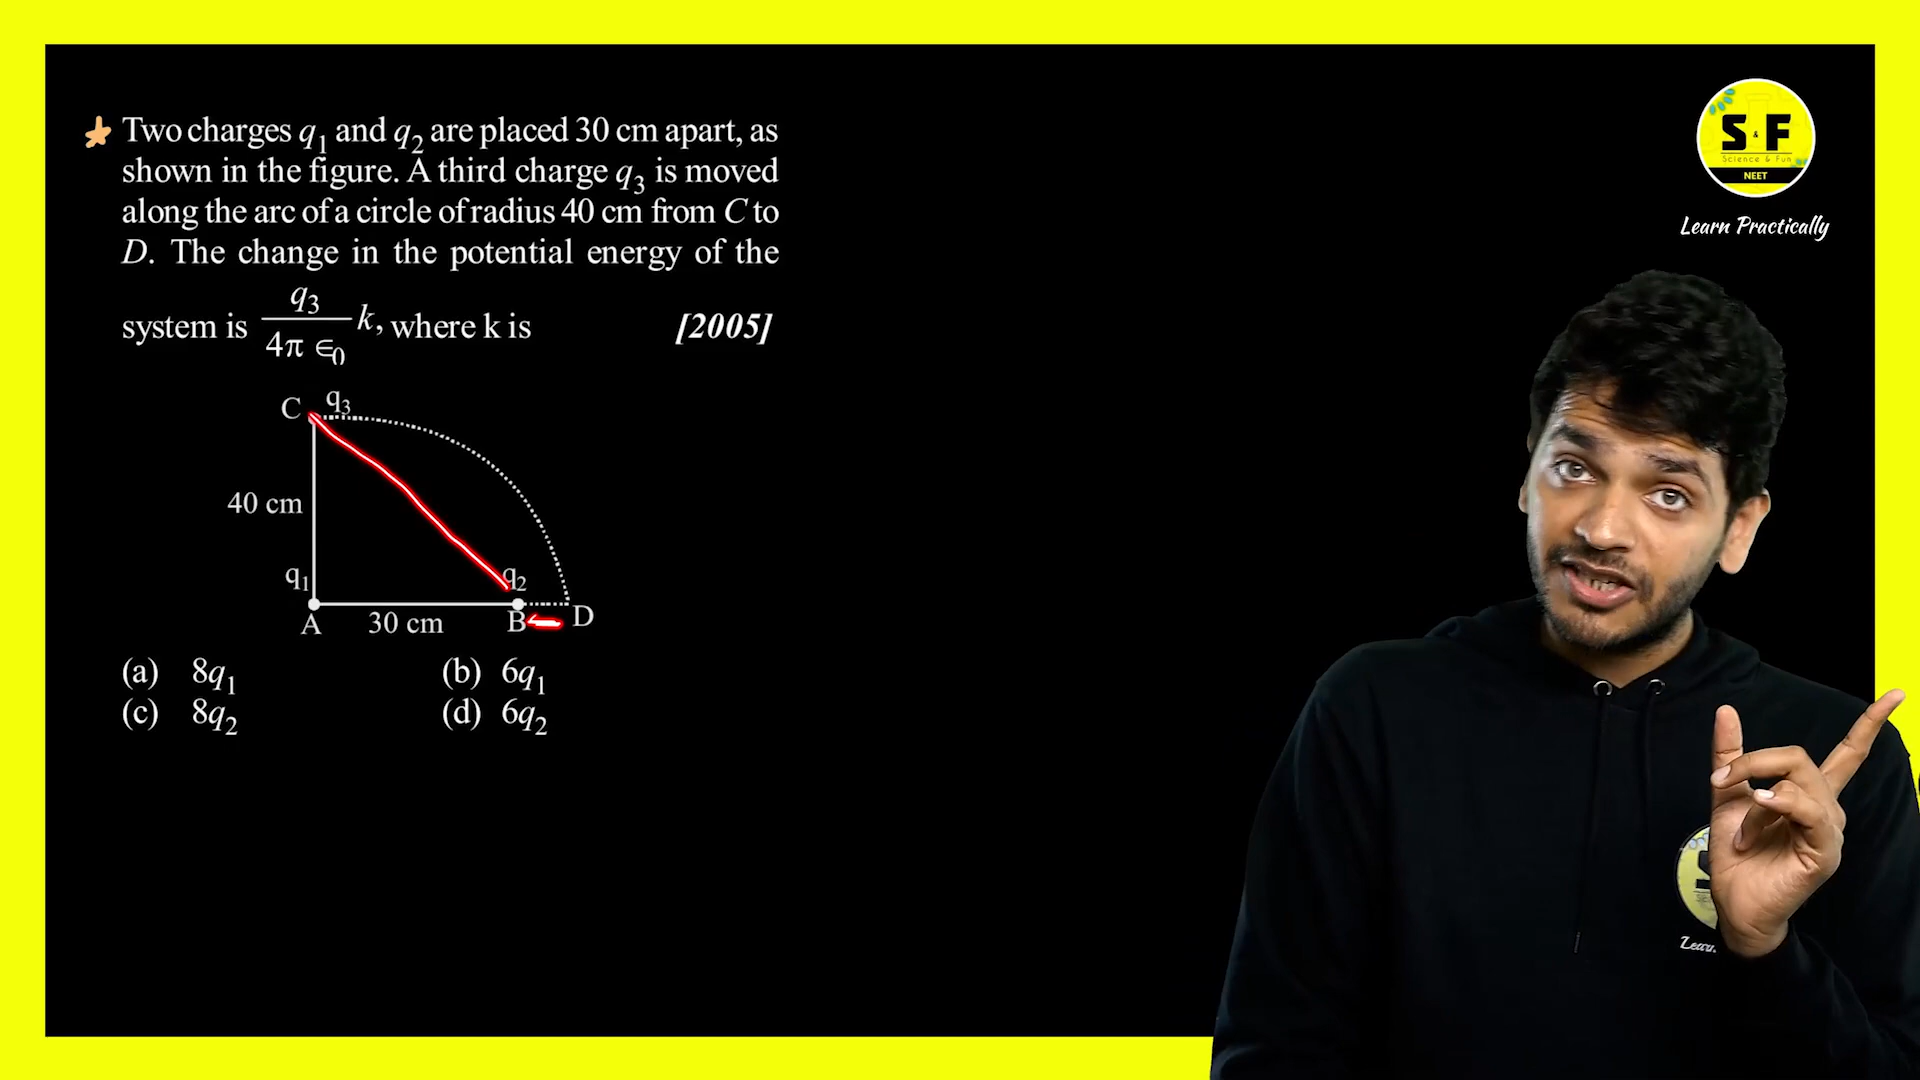 Two charges q1 and q2 are placed 30 cm apart, as
shown in the figure. A third charge q3 is moved
along the arc of a circle of radius 40 cm from C to
D. The change in the potential energy of the
system is q3/4π ∈0 k, where k is [2005]
C q3
40 cm
q1 q2
A 30 cm B D
(a) 8q1 (b) 6q1
(c) 8q2 (d) 6q2
S & F
Science & Fun
NEET
Learn Practically